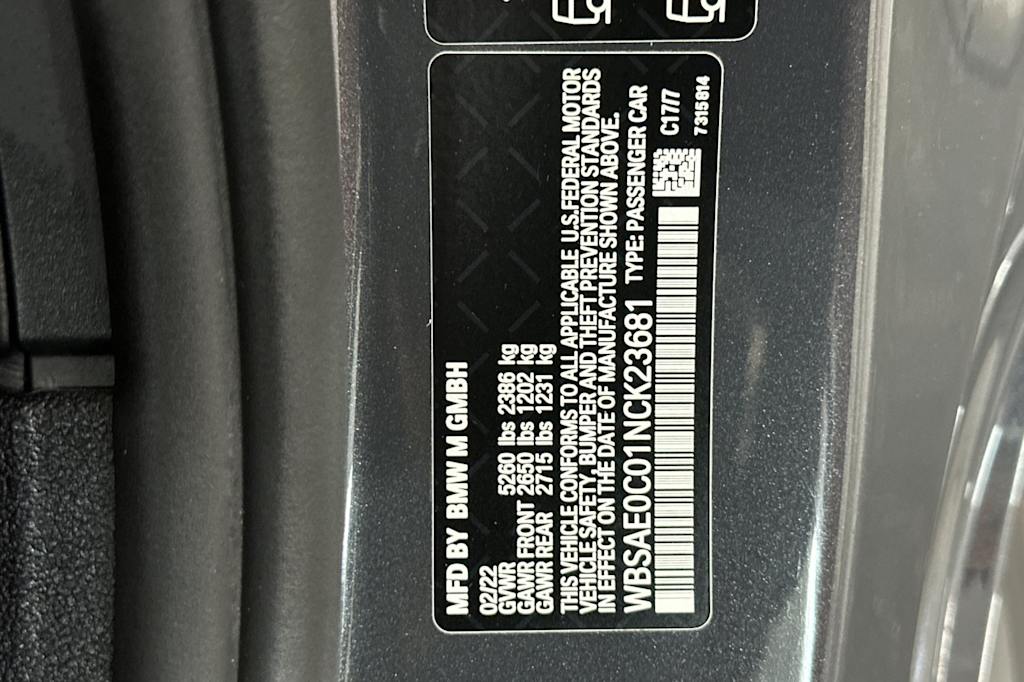 MFD BY BMW M GMBH
02/22
GVWR 5260 lbs 2386 kg
GAWR FRONT 2650 lbs 1202 kg
GAWR REAR 2715 lbs 1231 kg
THIS VEHICLE CONFORMS TO ALL APPLICABLE U.S.FEDERAL MOTOR
VEHICLE SAFETY, BUMPER AND THEFT PREVENTION STANDARDS
IN EFFECT ON THE DATE OF MANUFACTURE SHOWN ABOVE.
WBSAE0C01NCK23681 TYPE: PASSENGER CAR
C17/7
7315814